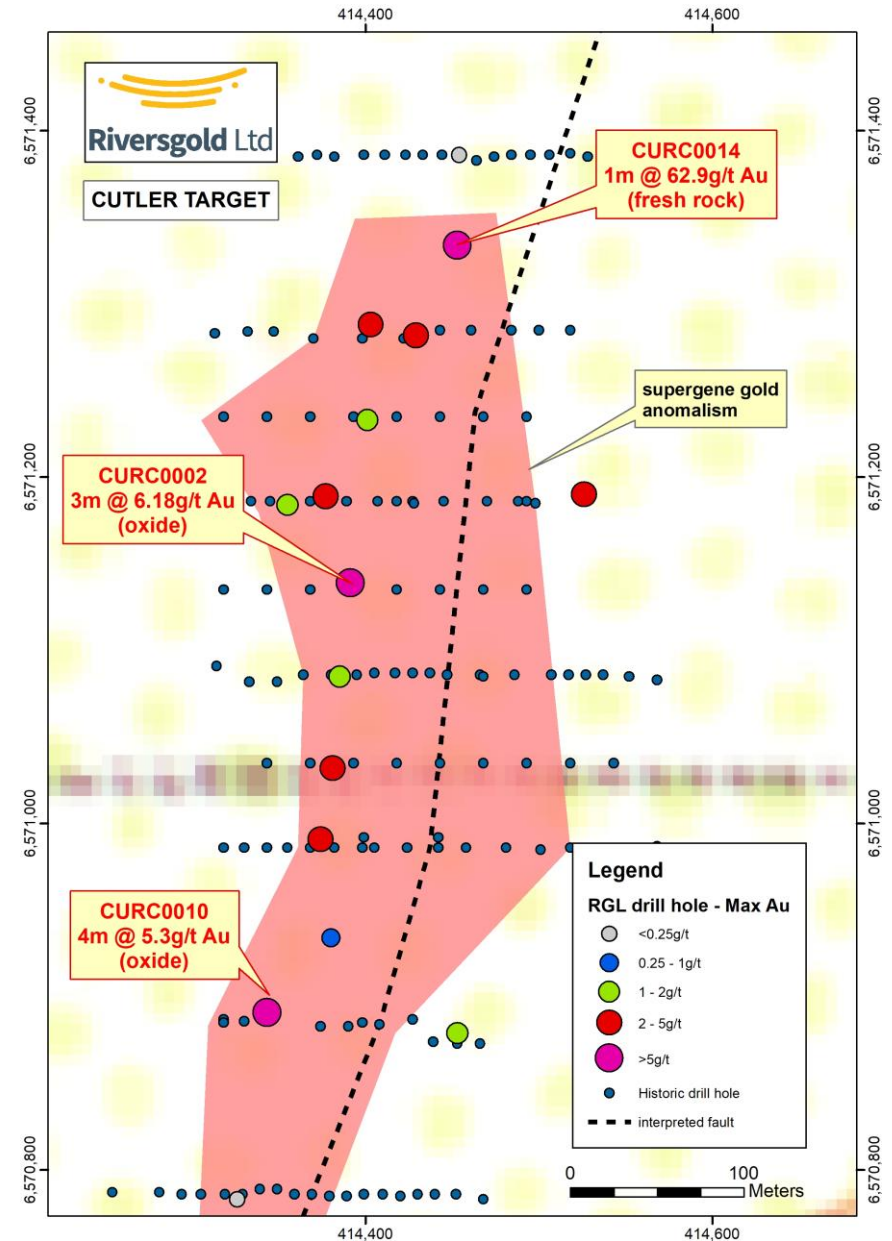 414,400
414,600
Riversgold Ltd
CUTLER TARGET
6,571,400
6,571,400
CURC0014
1m @ 62.9g/t Au
(fresh rock)
supergene gold
anomalism
6,571,200
6,571,200
CURC0002
3m @ 6.18g/t Au
(oxide)
6,571,000
6,571,000
CURC0010
4m @ 5.3g/t Au
(oxide)
Legend
RGL drill hole - Max Au
<0.25g/t
0.25 - 1g/t
1 - 2g/t
2 - 5g/t
>5g/t
Historic drill hole
interpreted fault
0 100
Meters
6,570,800
6,570,800
414,400
414,600